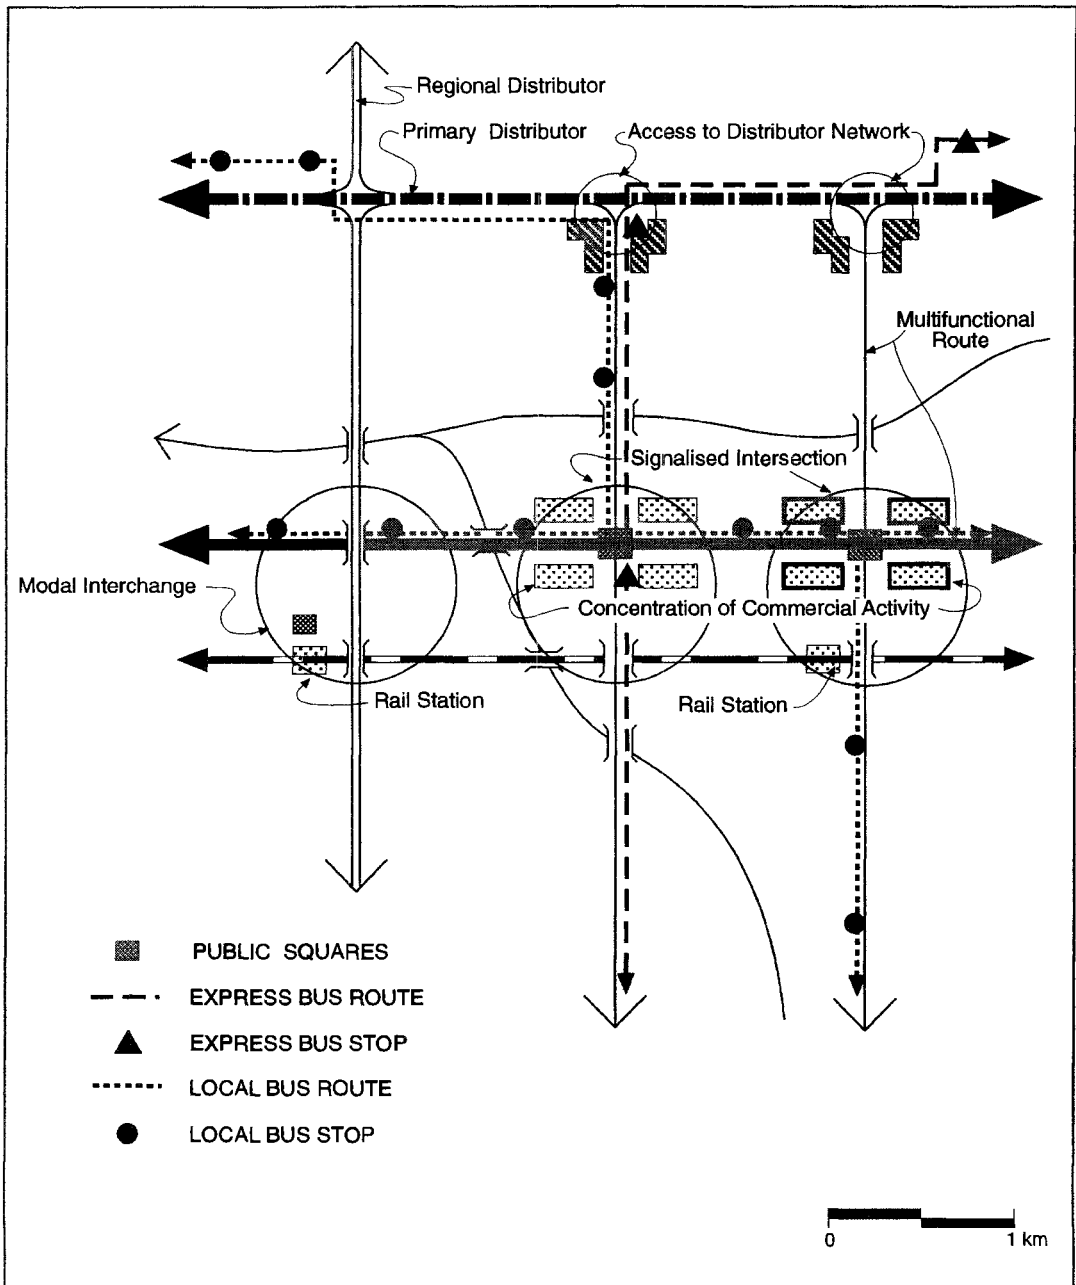 Regional Distributor
Primary Distributor
Access to Distributor Network
Multifunctional
Route
Signalised Intersection
Modal Interchange
Concentration of Commercial Activity
Rail Station
Rail Station
PUBLIC SQUARES
EXPRESS BUS ROUTE
EXPRESS BUS STOP
LOCAL BUS ROUTE
LOCAL BUS STOP
0 1 km